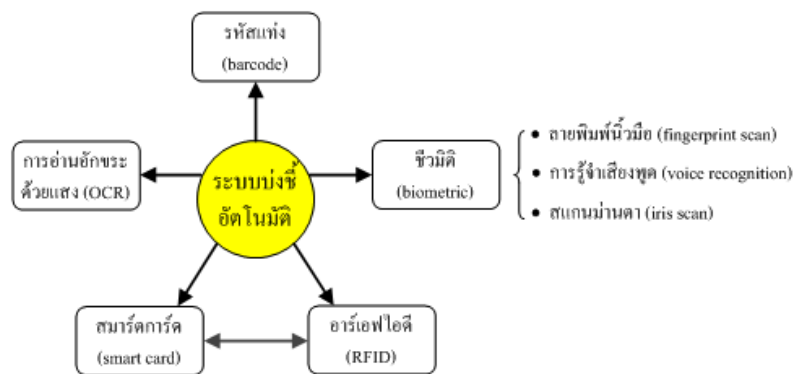 รหัสแท่ง
(barcode)
การอ่านอักขระ
ด้วยแสง (OCR)
ระบบบ่งชี้
อัตโนมัติ
ชีวมิติ
(biometric)
ลายพิมพ์นิ้วมือ (fingerprint scan)
การรู้จำเสียงพูด (voice recognition)
สแกนม่านตา (iris scan)
สมาร์ตการ์ด
(smart card)
อาร์เอฟไอดี
(RFID)